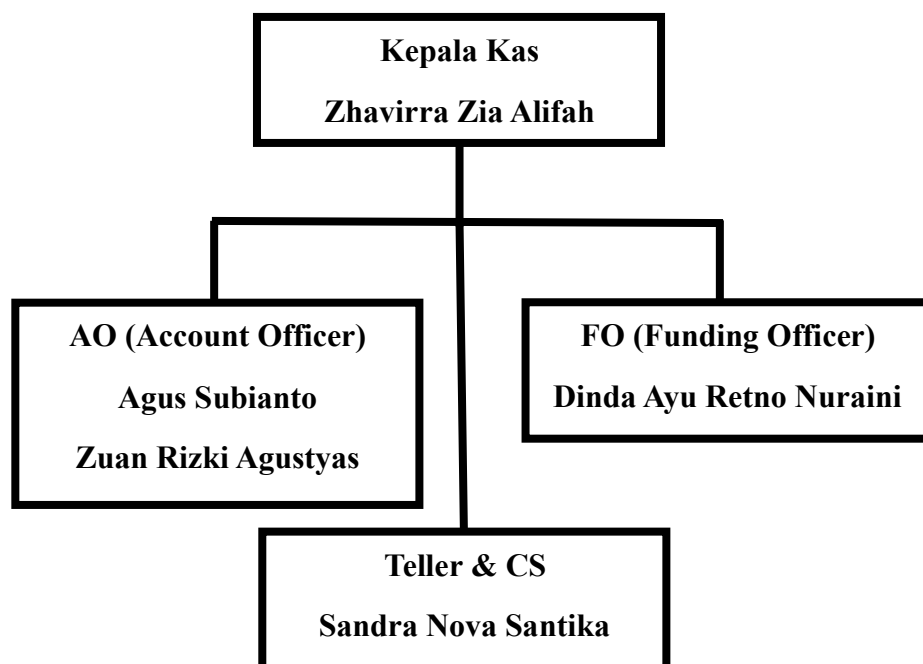 Kepala Kas
Zhavirra Zia Alifah
AO (Account Officer)
Agus Subianto
Zuan Rizki Agustyas
FO (Funding Officer)
Dinda Ayu Retno Nuraini
Teller & CS
Sandra Nova Santika